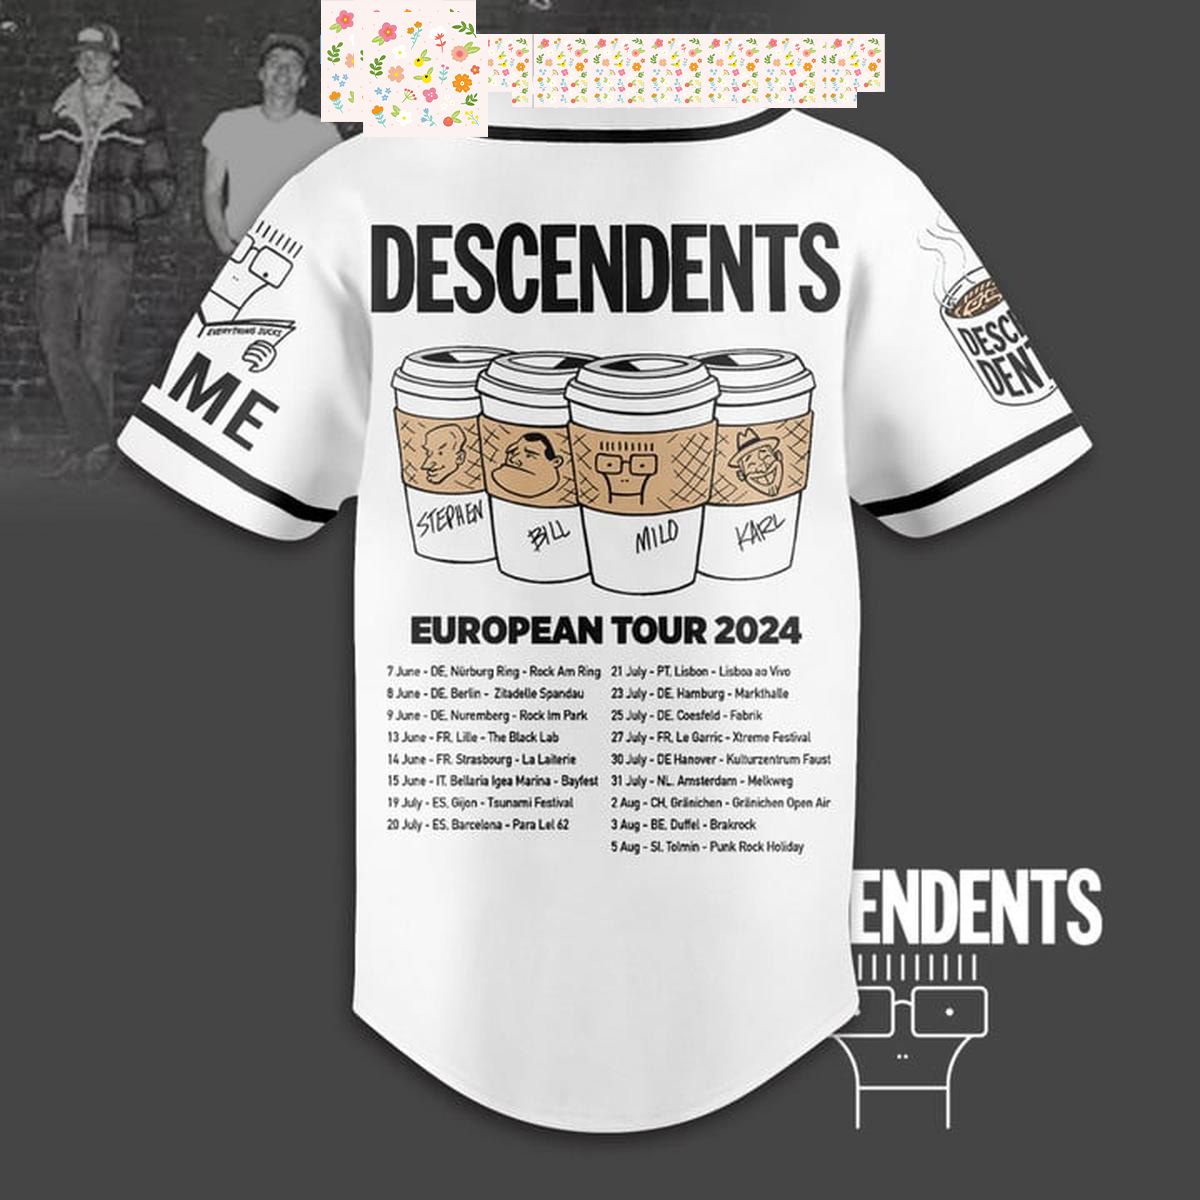 DESCENDENTS
EVERYTHING SUCKS
ME
DESC
DENT
STEPHEN
BILL
MILO
KARL
EUROPEAN TOUR 2024
7 June - DE, Nürburg Ring - Rock Am Ring
8 June - DE, Berlin - Zitadelle Spandau
9 June - DE, Nuremberg - Rock Im Park
13 June - FR, Lille - The Black Lab
14 June - FR, Strasbourg - La Laiterie
15 June - IT, Bellaria Igea Marina - Bayfest
19 July - ES, Gijon - Tsunami Festival
20 July - ES, Barcelona - Para Lel 62
21 July - PT, Lisbon - Lisboa ao Vivo
23 July - DE, Hamburg - Markthalle
25 July - DE, Coesfeld - Fabrik
27 July - FR, Le Garric - Xtreme Festival
30 July - DE Hanover - Kulturzentrum Faust
31 July - NL, Amsterdam - Melkweg
2 Aug - CH, Gränichen - Gränichen Open Air
3 Aug - BE, Duffel - Brakrock
5 Aug - SI, Tolmin - Punk Rock Holiday
ENDENTS